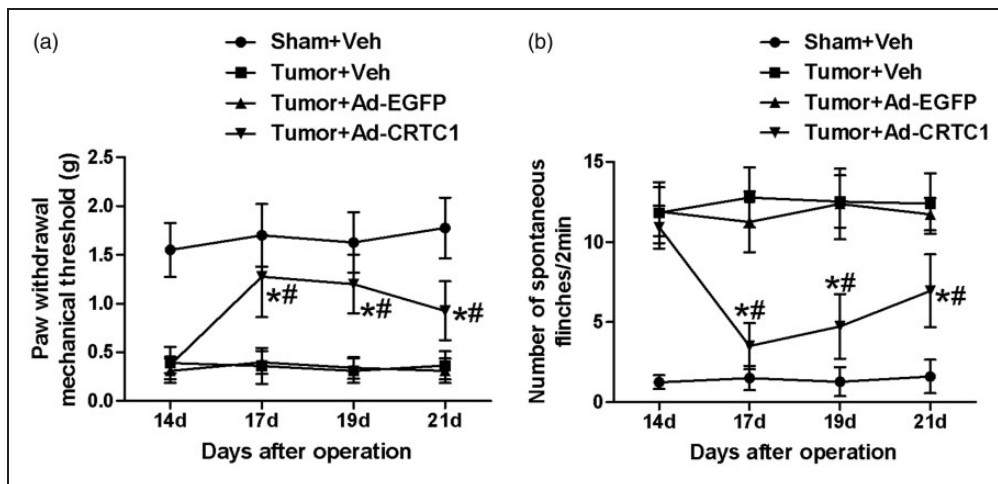 (a)
Sham+Veh
Tumor+Veh
Tumor+Ad-EGFP
Tumor+Ad-CRTC1
Paw withdrawal
mechanical threshold (g)
2.5
2.0
1.5
1.0
0.5
0.0
*#
*#
*#
14d 17d 19d 21d
Days after operation
(b)
Sham+Veh
Tumor+Veh
Tumor+Ad-EGFP
Tumor+Ad-CRTC1
Number of spontaneous
flinches/2min
15
10
5
0
*#
*#
*#
14d 17d 19d 21d
Days after operation